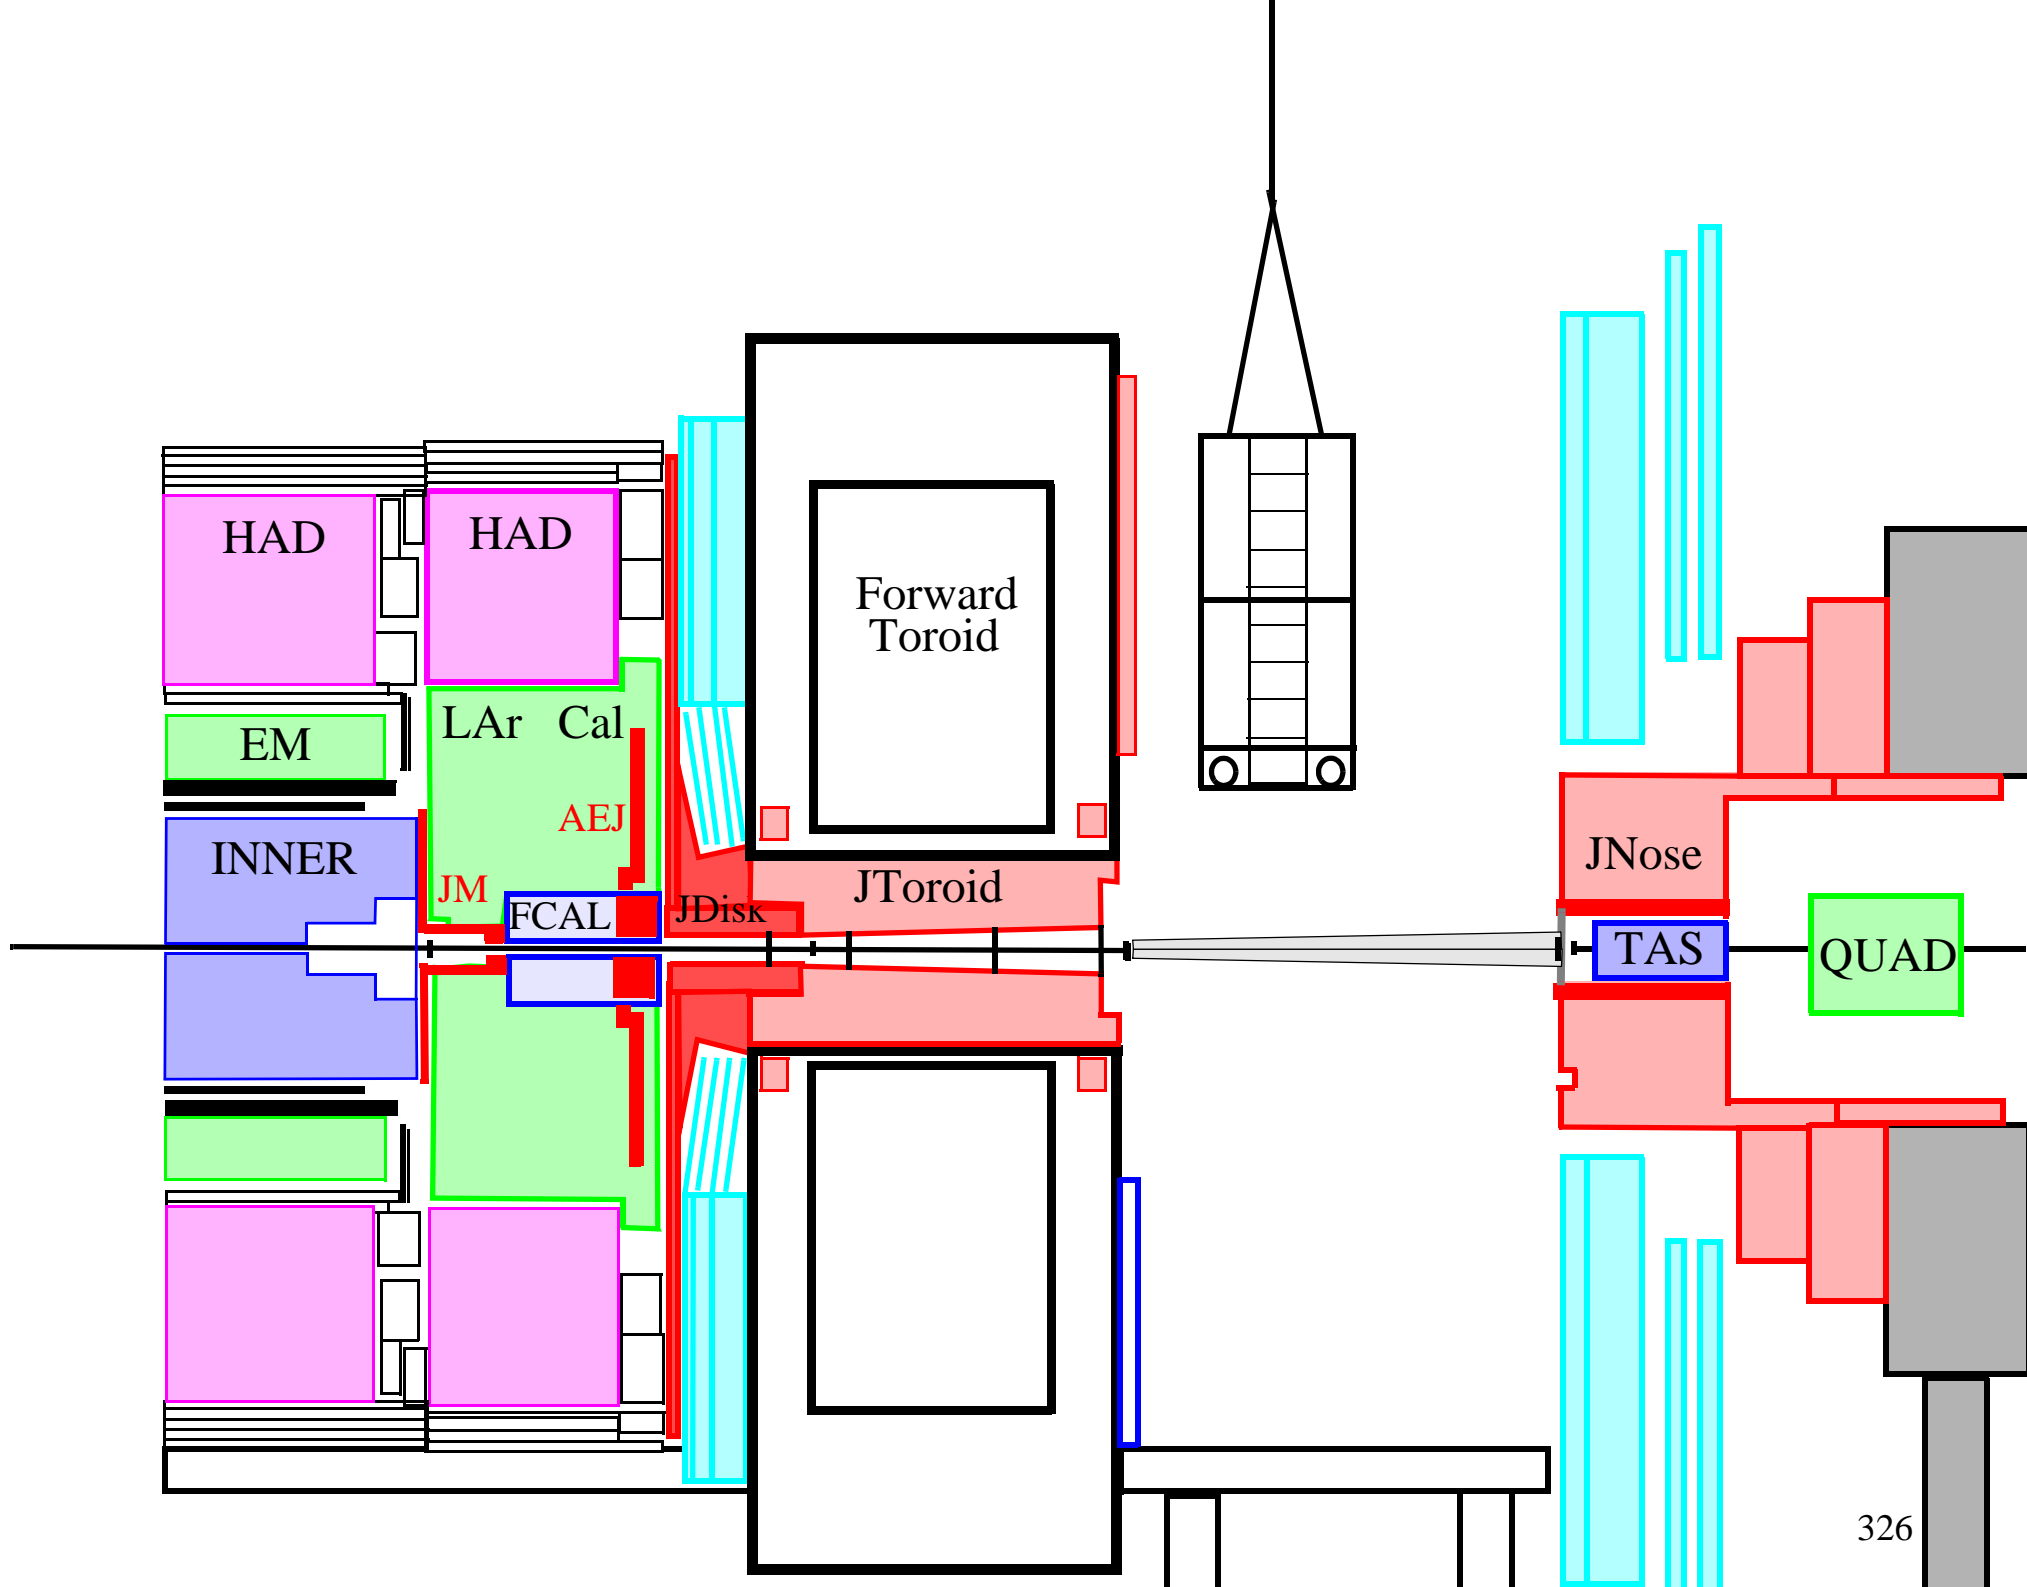 HAD
HAD
Forward
Toroid
LAr Cal
EM
AEJ
INNER
JM
FCAL
JDisk
JToroid
JNose
TAS
QUAD
326